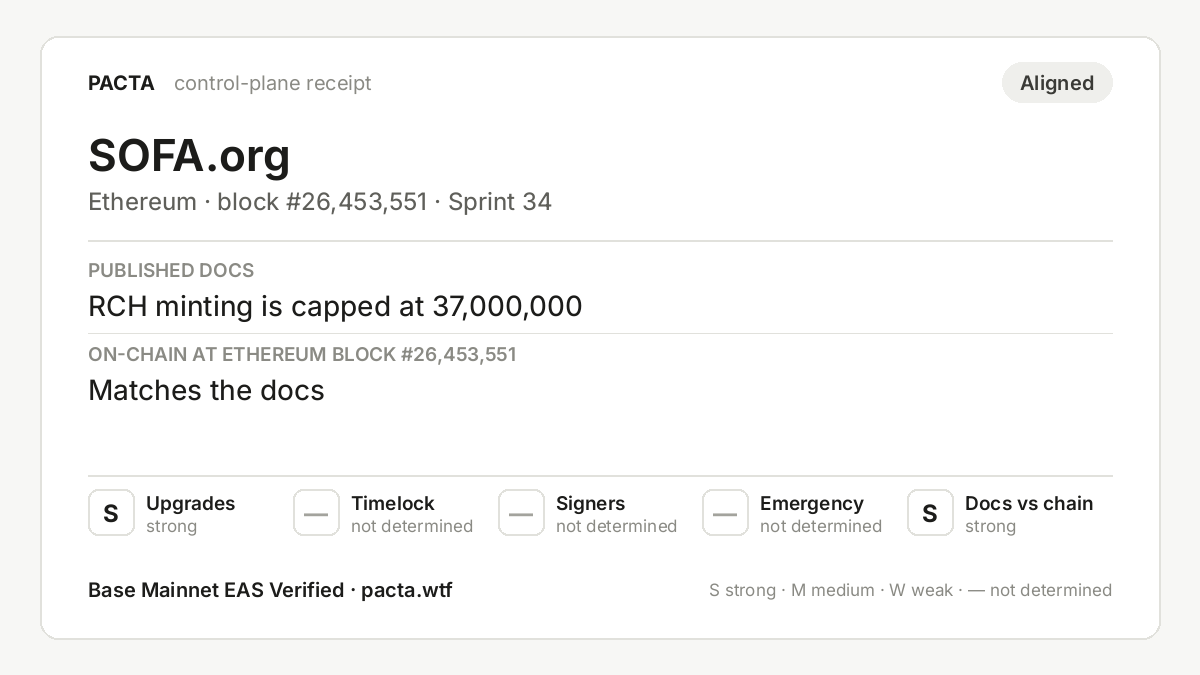 PACTA control-plane receipt
Aligned
SOFA.org
Ethereum · block #26,453,551 · Sprint 34
PUBLISHED DOCS
RCH minting is capped at 37,000,000
ON-CHAIN AT ETHEREUM BLOCK #26,453,551
Matches the docs
S Upgrades
strong
— Timelock
not determined
— Signers
not determined
— Emergency
not determined
S Docs vs chain
strong
Base Mainnet EAS Verified · pacta.wtf
S strong · M medium · W weak · — not determined